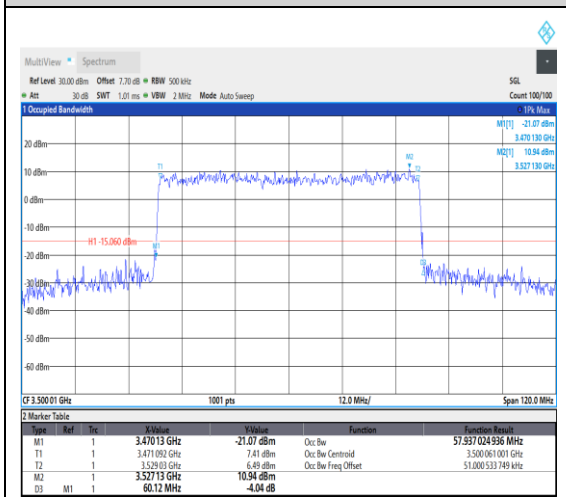 MultiView Spectrum
Ref Level 30.00 dBm Offset 7.70 dB RBW 500 kHz SGL
Att 30 dB SWT 1.01 ms VBW 2 MHz Mode Auto Sweep Count 100/100
1 Occupied Bandwidth 1Pk Max
M1[1] -21.07 dBm
3.470 130 GHz
M2[1] 10.94 dBm
3.527 130 GHz
20 dBm
10 dBm
0 dBm
-10 dBm
-20 dBm
-30 dBm
-40 dBm
-50 dBm
-60 dBm
T1
M2
T2
H1 -15.060 dBm
M1
D3
CF 3.500 01 GHz 1001 pts 12.0 MHz/ Span 120.0 MHz
2 Marker Table
Type Ref Trc X-Value Y-Value Function Function Result
M1 1 3.470 13 GHz -21.07 dBm Occ Bw 57.937 024 936 MHz
T1 1 3.471 092 GHz 7.41 dBm Occ Bw Centroid 3.500 061 001 GHz
T2 1 3.529 03 GHz 6.49 dBm Occ Bw Freq Offset 51.000 533 749 kHz
M2 1 3.527 13 GHz 10.94 dBm
D3 M1 1 60.12 MHz -4.04 dB